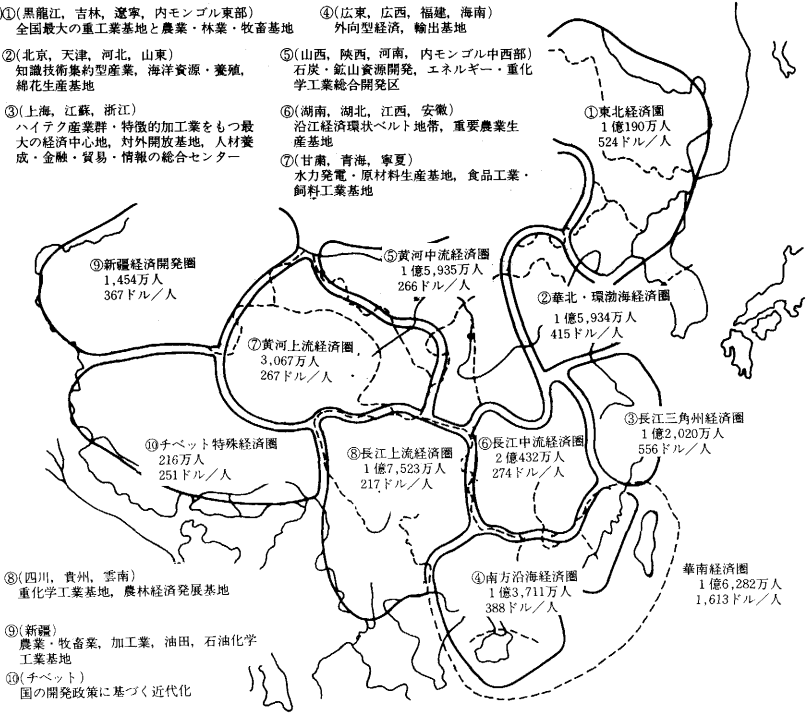 ①(黒龍江，吉林，遼寧，内モンゴル東部)
全国最大の重工業基地と農業・林業・牧畜基地
②(北京，天津，河北，山東)
知識技術集約型産業，海洋資源・養殖，
綿花生産基地
③(上海，江蘇，浙江)
ハイテク産業群・特徴的加工業をもつ最
大の経済中心地，対外開放基地，人材養
成・金融・貿易・情報の総合センター
④(広東，広西，福建，海南)
外向型経済，輸出基地
⑤(山西，陝西，河南，内モンゴル中西部)
石炭・鉱山資源開発，エネルギー・重化
学工業総合開発区
⑥(湖南，湖北，江西，安徽)
沿江経済環状ベルト地帯，重要農業生
産基地
⑦(甘粛，青海，寧夏)
水力発電・原材料生産基地，食品工業・
飼料工業基地
①東北経済圏
1億190万人
524ドル／人
⑨新疆経済開発圏
1,454万人
367ドル／人
⑤黄河中流経済圏
1億5,935万人
266ドル／人
②華北・環渤海経済圏
1億5,934万人
415ドル／人
⑦黄河上流経済圏
3,067万人
267ドル／人
③長江三角州経済圏
1億2,020万人
556ドル／人
⑩チベット特殊経済圏
216万人
251ドル／人
⑧長江上流経済圏
1億7,523万人
217ドル／人
⑥長江中流経済圏
2億432万人
274ドル／人
④南方沿海経済圏
1億3,711万人
388ドル／人
華南経済圏
1億6,282万人
1,613ドル／人
⑧(四川，貴州，雲南)
重化学工業基地，農林経済発展基地
⑨(新疆)
農業・牧畜業，加工業，油田，石油化学
工業基地
⑩(チベット)
国の開発政策に基づく近代化